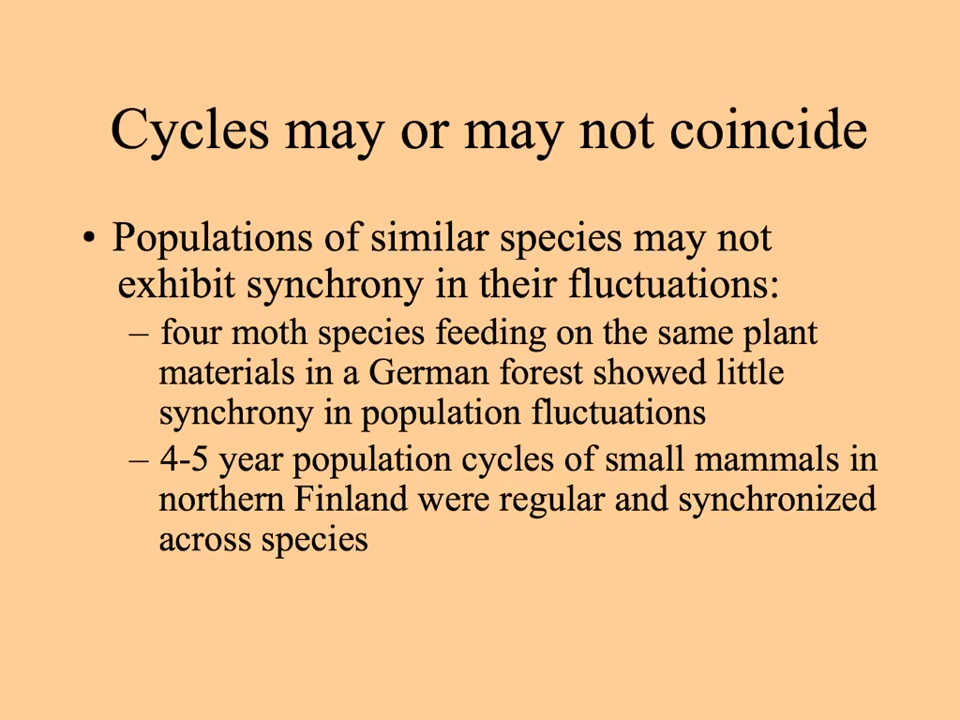 Cycles may or may not coincide
• Populations of similar species may not
exhibit synchrony in their fluctuations:
– four moth species feeding on the same plant
materials in a German forest showed little
synchrony in population fluctuations
– 4-5 year population cycles of small mammals in
northern Finland were regular and synchronized
across species